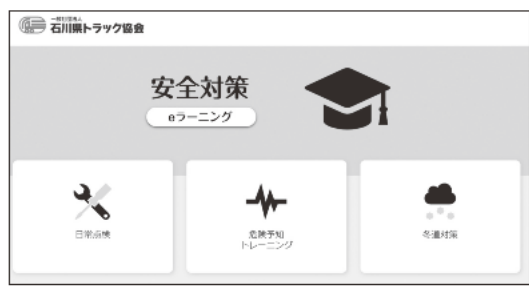 一般社団法人
石川県トラック協会
安全対策
eラーニング
日常点検
危険予知
トレーニング
冬道対策